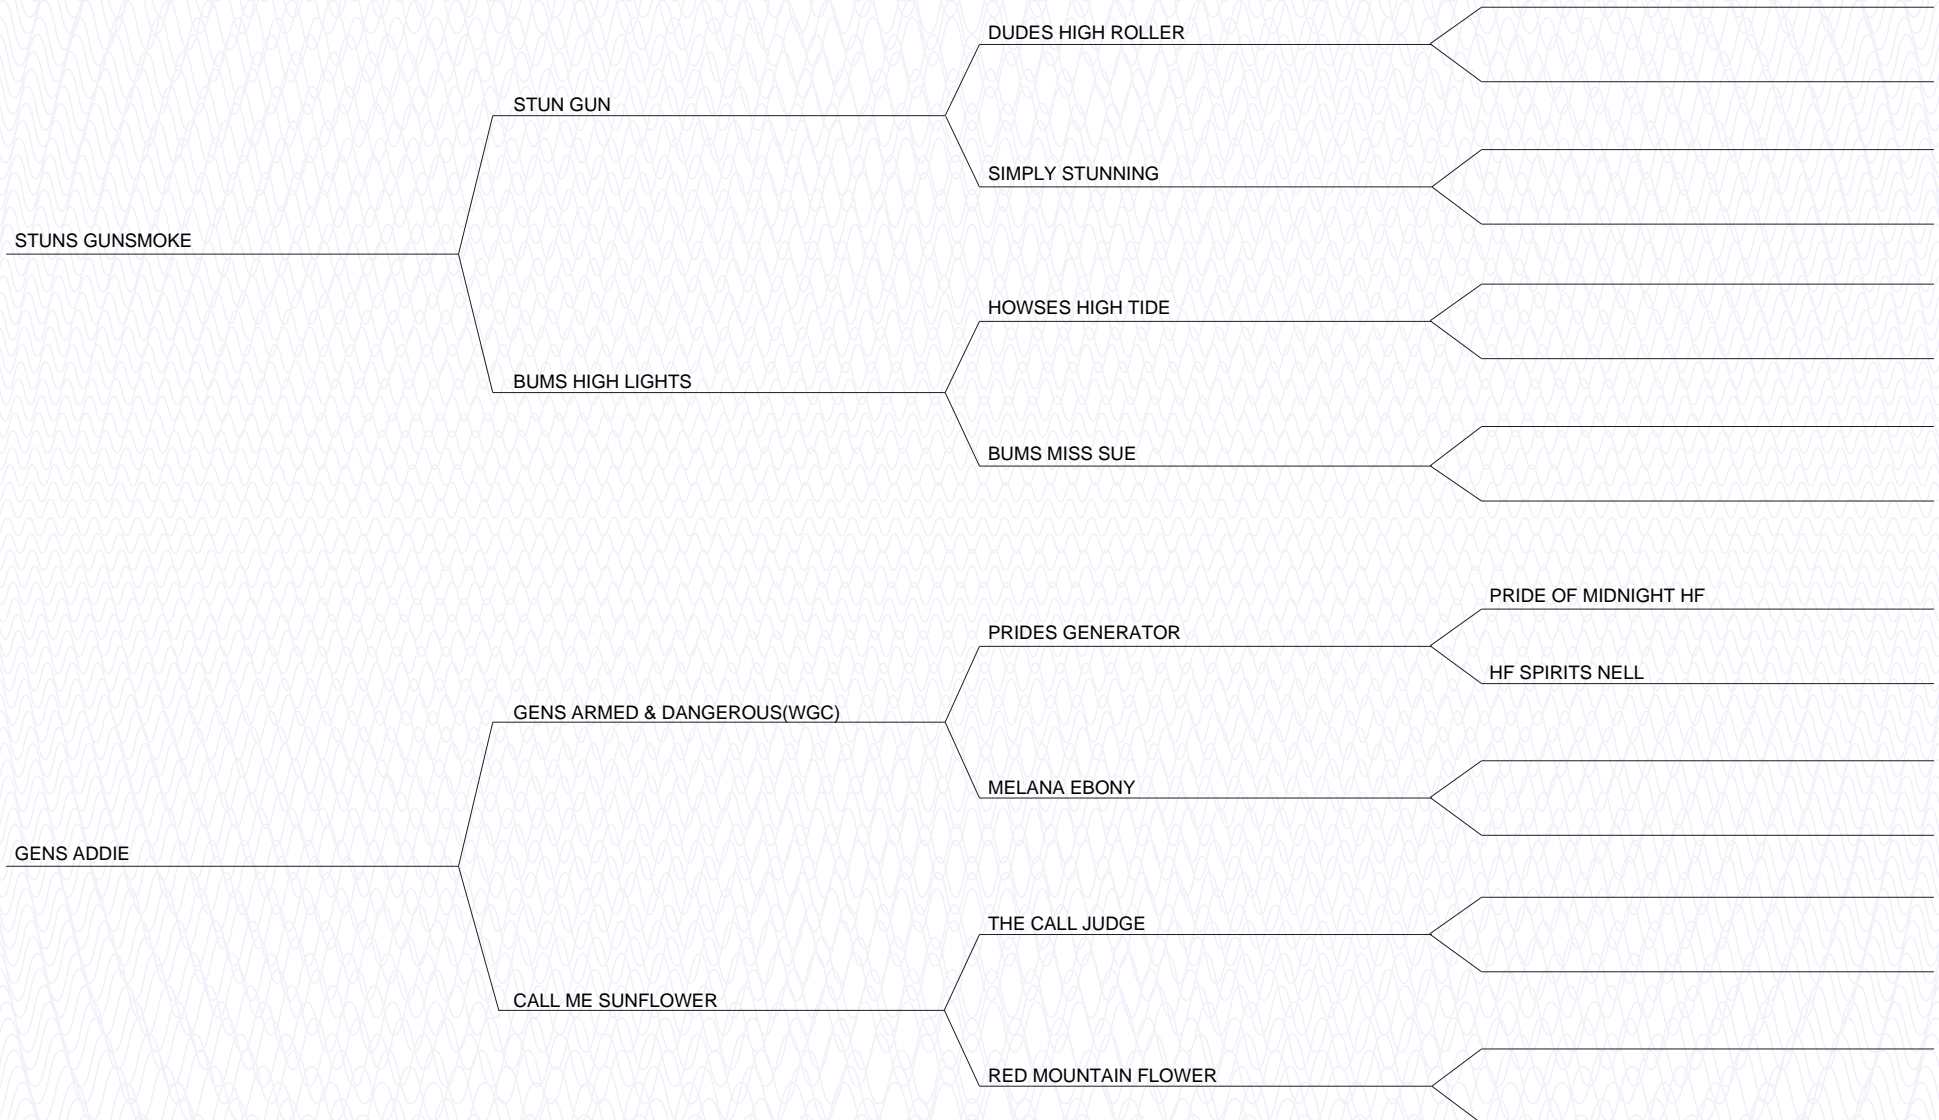 DUDES HIGH ROLLER
STUN GUN
SIMPLY STUNNING
STUNS GUNSMOKE
HOWSES HIGH TIDE
BUMS HIGH LIGHTS
BUMS MISS SUE
PRIDE OF MIDNIGHT HF
PRIDES GENERATOR
HF SPIRITS NELL
GENS ARMED & DANGEROUS(WGC)
MELANA EBONY
GENS ADDIE
THE CALL JUDGE
CALL ME SUNFLOWER
RED MOUNTAIN FLOWER